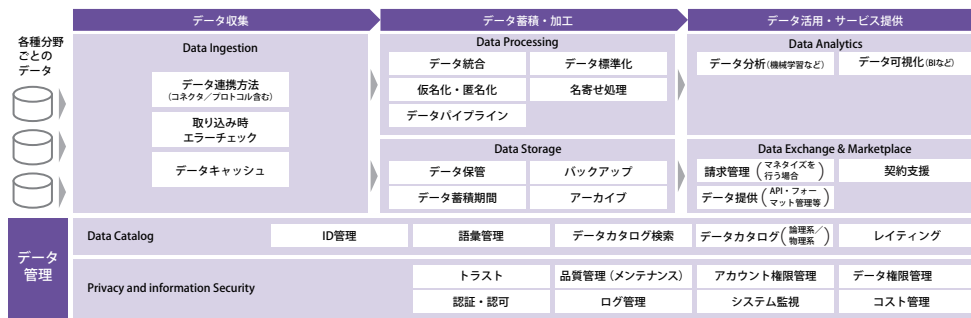 データ収集
データ蓄積・加工
データ活用・サービス提供
各種分野
ごとの
データ
Data Ingestion
データ連携方法
(コネクタ／プロトコル含む)
取り込み時
エラーチェック
データキャッシュ
Data Processing
データ統合
データ標準化
仮名化・匿名化
名寄せ処理
データパイプライン
Data Storage
データ保管
バックアップ
データ蓄積期間
アーカイブ
Data Analytics
データ分析(機械学習など)
データ可視化(BIなど)
Data Exchange & Marketplace
請求管理(マネタイズを
行う場合)
契約支援
データ提供(API・フォー
マット管理等)
データ
管理
Data Catalog
ID管理
語彙管理
データカタログ検索
データカタログ(論理系／
物理系)
レイティング
Privacy and information Security
トラスト
品質管理（メンテナンス）
アカウント権限管理
データ権限管理
認証・認可
ログ管理
システム監視
コスト管理